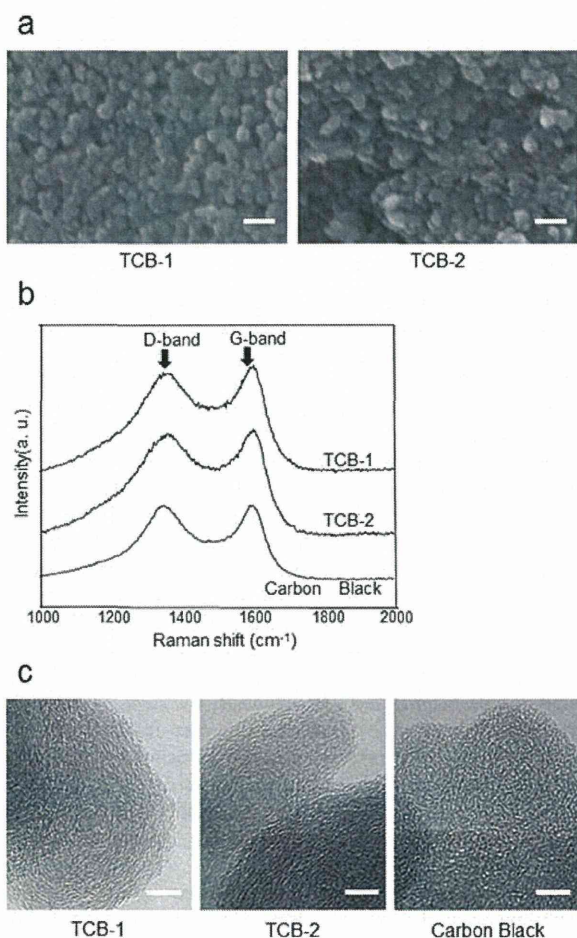 a
TCB-1 TCB-2
b
D-band G-band
Intensity(a. u.)
TCB-1
TCB-2
Carbon Black
1000 1200 1400 1600 1800 2000
Raman shift (cm⁻¹)
c
TCB-1 TCB-2 Carbon Black